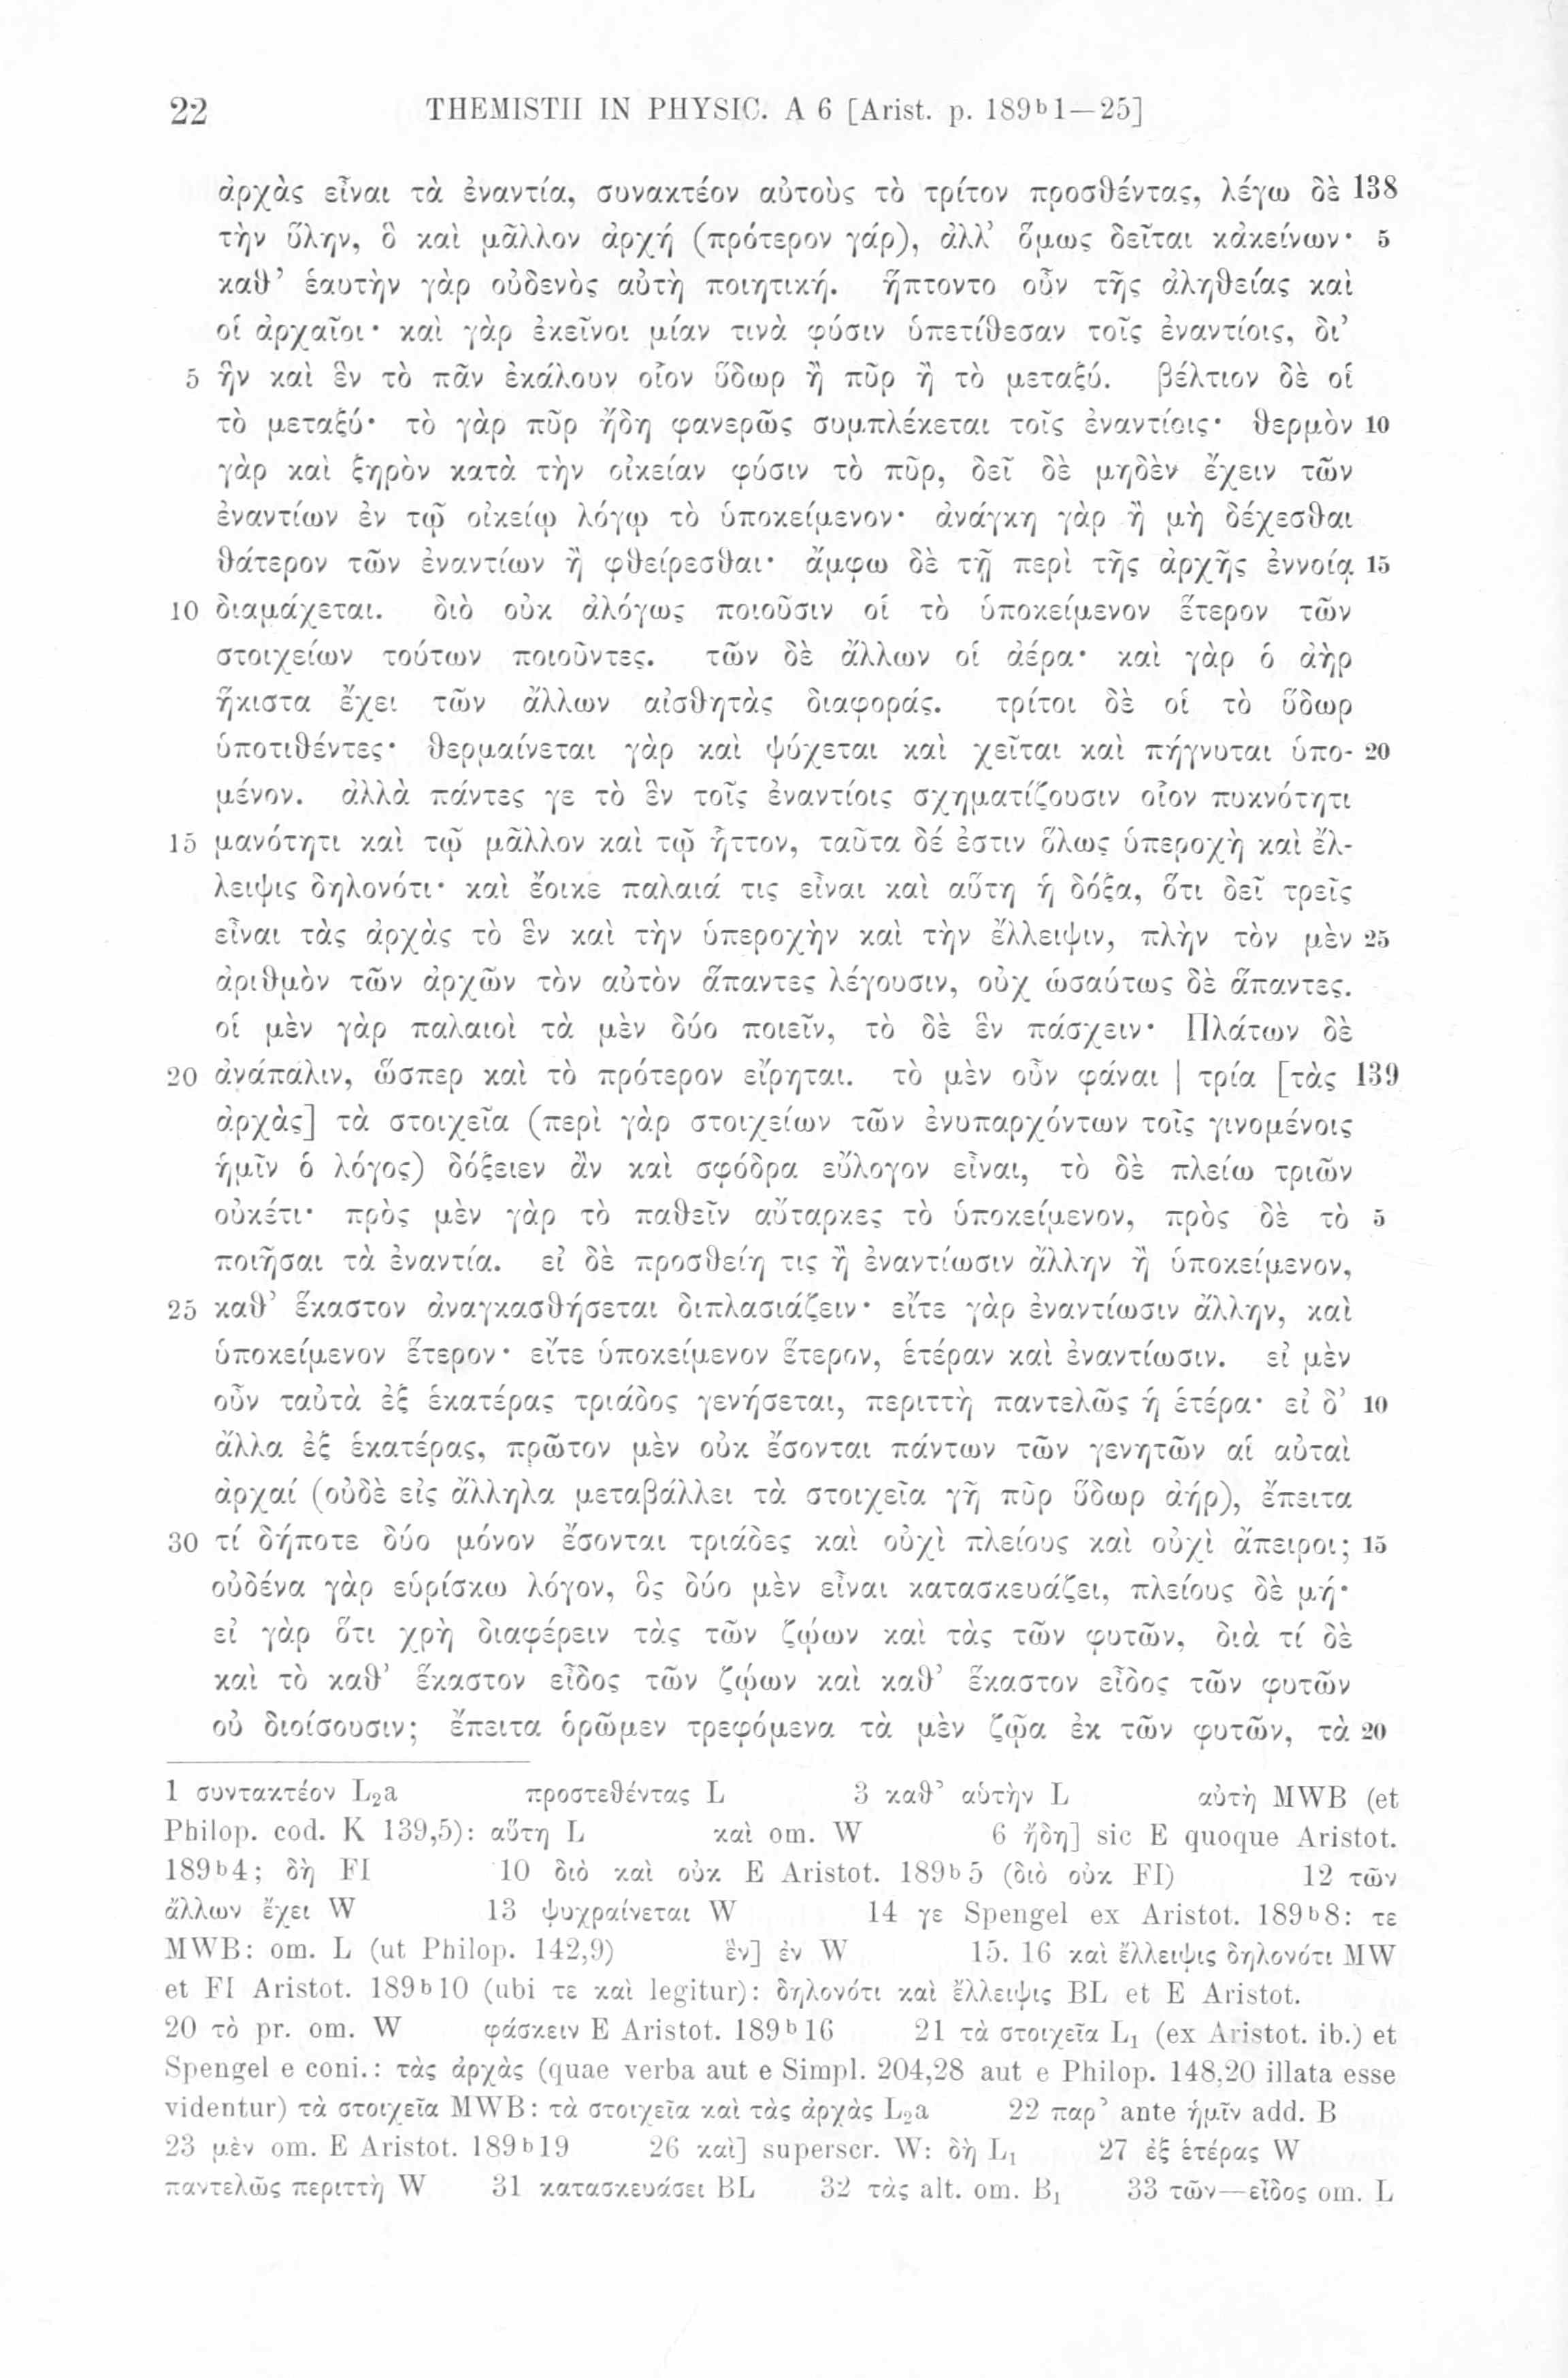 22 THEMISTII IN PHYSIC. A 6 [Arist. p. 189ᵇ1—25]
ἀρχὰς εἶναι τὰ ἐναντία, συνακτέον αὐτοὺς τὸ τρίτον προσθέντας, λέγω δὲ 138
τὴν ὕλην, ὃ καὶ μᾶλλον ἀρχή (πρότερον γάρ), ἀλλ’ ὅμως δεῖται κἀκείνων· 5
καθ’ ἑαυτὴν γὰρ οὐδενὸς αὐτὴ ποιητική. ἥπτοντο οὖν τῆς ἀληθείας καὶ
οἱ ἀρχαῖοι· καὶ γὰρ ἐκεῖνοι μίαν τινὰ φύσιν ὑπετίθεσαν τοῖς ἐναντίοις, δι’
5 ἣν καὶ ἓν τὸ πᾶν ἐκάλουν οἷον ὕδωρ ἢ πῦρ ἢ τὸ μεταξύ. βέλτιον δὲ οἱ
τὸ μεταξύ· τὸ γὰρ πῦρ ἤδη φανερῶς συμπλέκεται τοῖς ἐναντίοις· θερμὸν 10
γὰρ καὶ ξηρὸν κατὰ τὴν οἰκείαν φύσιν τὸ πῦρ, δεῖ δὲ μηδὲν ἔχειν τῶν
ἐναντίων ἐν τῷ οἰκείῳ λόγῳ τὸ ὑποκείμενον· ἀνάγκη γὰρ ἢ μὴ δέχεσθαι
θάτερον τῶν ἐναντίων ἢ φθείρεσθαι· ἄμφω δὲ τῇ περὶ τῆς ἀρχῆς ἐννοίᾳ 15
10 διαμάχεται. διὸ οὐκ ἀλόγως ποιοῦσιν οἱ τὸ ὑποκείμενον ἕτερον τῶν
στοιχείων τούτων ποιοῦντες. τῶν δὲ ἄλλων οἱ ἀέρα· καὶ γὰρ ὁ ἀὴρ
ἥκιστα ἔχει τῶν ἄλλων αἰσθητὰς διαφοράς. τρίτοι δὲ οἱ τὸ ὕδωρ
ὑποτιθέντες· θερμαίνεται γὰρ καὶ ψύχεται καὶ χεῖται καὶ πήγνυται ὑπο- 20
μένον. ἀλλὰ πάντες γε τὸ ἓν τοῖς ἐναντίοις σχηματίζουσιν οἷον πυκνότητι
15 μανότητι καὶ τῷ μᾶλλον καὶ τῷ ἧττον, ταῦτα δέ ἐστιν ὅλως ὑπεροχὴ καὶ ἔλ-
λειψις δηλονότι· καὶ ἔοικε παλαιά τις εἶναι καὶ αὕτη ἡ δόξα, ὅτι δεῖ τρεῖς
εἶναι τὰς ἀρχὰς τὸ ἓν καὶ τὴν ὑπεροχὴν καὶ τὴν ἔλλειψιν, πλὴν τὸν μὲν 25
ἀριθμὸν τῶν ἀρχῶν τὸν αὐτὸν ἅπαντες λέγουσιν, οὐχ ὡσαύτως δὲ ἅπαντες.
οἱ μὲν γὰρ παλαιοὶ τὰ μὲν δύο ποιεῖν, τὸ δὲ ἓν πάσχειν· Πλάτων δὲ
20 ἀνάπαλιν, ὥσπερ καὶ τὸ πρότερον εἴρηται. τὸ μὲν οὖν φάναι | τρία [τὰς 139
ἀρχὰς] τὰ στοιχεῖα (περὶ γὰρ στοιχείων τῶν ἐνυπαρχόντων τοῖς γινομένοις
ἡμῖν ὁ λόγος) δόξειεν ἂν καὶ σφόδρα εὔλογον εἶναι, τὸ δὲ πλείω τριῶν
οὐκέτι· πρὸς μὲν γὰρ τὸ παθεῖν αὔταρκες τὸ ὑποκείμενον, πρὸς δὲ τὸ 5
ποιῆσαι τὰ ἐναντία. εἰ δὲ προσθείη τις ἢ ἐναντίωσιν ἄλλην ἢ ὑποκείμενον,
25 καθ’ ἕκαστον ἀναγκασθήσεται διπλασιάζειν· εἴτε γὰρ ἐναντίωσιν ἄλλην, καὶ
ὑποκείμενον ἕτερον· εἴτε ὑποκείμενον ἕτερον, ἑτέραν καὶ ἐναντίωσιν. εἰ μὲν
οὖν ταὐτὰ ἐξ ἑκατέρας τριάδος γενήσεται, περιττὴ παντελῶς ἡ ἑτέρα· εἰ δ’ 10
ἄλλα ἐξ ἑκατέρας, πρῶτον μὲν οὐκ ἔσονται πάντων τῶν γενητῶν αἱ αὐταὶ
ἀρχαί (οὐδὲ εἰς ἄλληλα μεταβάλλει τὰ στοιχεῖα γῆ πῦρ ὕδωρ ἀήρ), ἔπειτα
30 τί δήποτε δύο μόνον ἔσονται τριάδες καὶ οὐχὶ πλείους καὶ οὐχὶ ἄπειροι; 15
οὐδένα γὰρ εὑρίσκω λόγον, ὃς δύο μὲν εἶναι κατασκευάζει, πλείους δὲ μή·
εἰ γὰρ ὅτι χρὴ διαφέρειν τὰς τῶν ζῴων καὶ τὰς τῶν φυτῶν, διὰ τί δὲ
καὶ τὸ καθ’ ἕκαστον εἶδος τῶν ζῴων καὶ καθ’ ἕκαστον εἶδος τῶν φυτῶν
οὐ διοίσουσιν; ἔπειτα ὁρῶμεν τρεφόμενα τὰ μὲν ζῷα ἐκ τῶν φυτῶν, τὰ 20
1 συντακτέον L₂a προστεθέντας L 3 καθ’ αὑτὴν L αὐτὴ MWB (et
Philop. cod. K 139,5): αὕτη L καὶ om. W 6 ἤδη] sic E quoque Aristot.
189ᵇ4; δὴ FI 10 διὸ καὶ οὐκ E Aristot. 189ᵇ5 (διὸ οὐκ FI) 12 τῶν
ἄλλων ἔχει W 13 ψυχραίνεται W 14 γε Spengel ex Aristot. 189ᵇ8: τε
MWB: om. L (ut Philop. 142,9) ἓν] ἐν W 15. 16 καὶ ἔλλειψις δηλονότι MW
et FI Aristot. 189ᵇ10 (ubi τε καὶ legitur): δηλονότι καὶ ἔλλειψις BL et E Aristot.
20 τὸ pr. om. W φάσκειν E Aristot. 189ᵇ16 21 τὰ στοιχεῖα L₁ (ex Aristot. ib.) et
Spengel e coni.: τὰς ἀρχὰς (quae verba aut e Simpl. 204,28 aut e Philop. 148,20 illata esse
videntur) τὰ στοιχεῖα MWB: τὰ στοιχεῖα καὶ τὰς ἀρχὰς L₂a 22 παρ’ ante ἡμῖν add. B
23 μὲν om. E Aristot. 189ᵇ19 26 καὶ] superscr. W: δὴ L₁ 27 ἐξ ἑτέρας W
παντελῶς περιττὴ W 31 κατασκευάσει BL 32 τὰς alt. om. B₁ 33 τῶν—εἶδος om. L